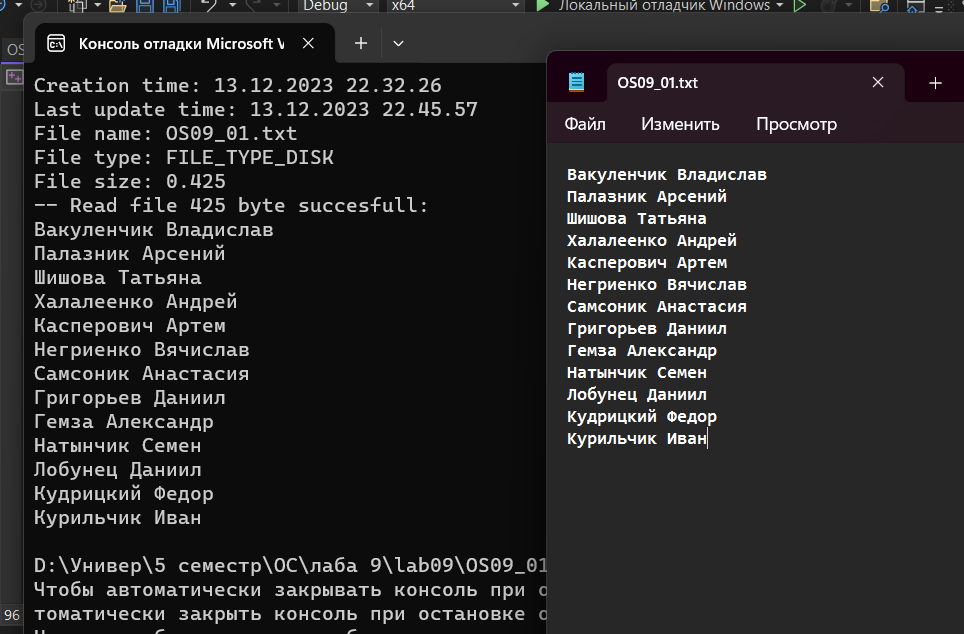 Debug
x64
Локальный отладчик Windows
OS
Консоль отладки Microsoft V
Creation time: 13.12.2023 22.32.26
Last update time: 13.12.2023 22.45.57
File name: OS09_01.txt
File type: FILE_TYPE_DISK
File size: 0.425
-- Read file 425 byte succesfull:
Вакуленчик Владислав
Палазник Арсений
Шишова Татьяна
Халалеенко Андрей
Касперович Артем
Негриенко Вячислав
Самсоник Анастасия
Григорьев Даниил
Гемза Александр
Натынчик Семен
Лобунец Даниил
Кудрицкий Федор
Курильчик Иван
D:\Универ\5 семестр\ОС\лаба 9\lab09\OS09_01
Чтобы автоматически закрывать консоль при о
томатически закрыть консоль при остановке о
96
OS09_01.txt
Файл Изменить Просмотр
Вакуленчик Владислав
Палазник Арсений
Шишова Татьяна
Халалеенко Андрей
Касперович Артем
Негриенко Вячислав
Самсоник Анастасия
Григорьев Даниил
Гемза Александр
Натынчик Семен
Лобунец Даниил
Кудрицкий Федор
Курильчик Иван